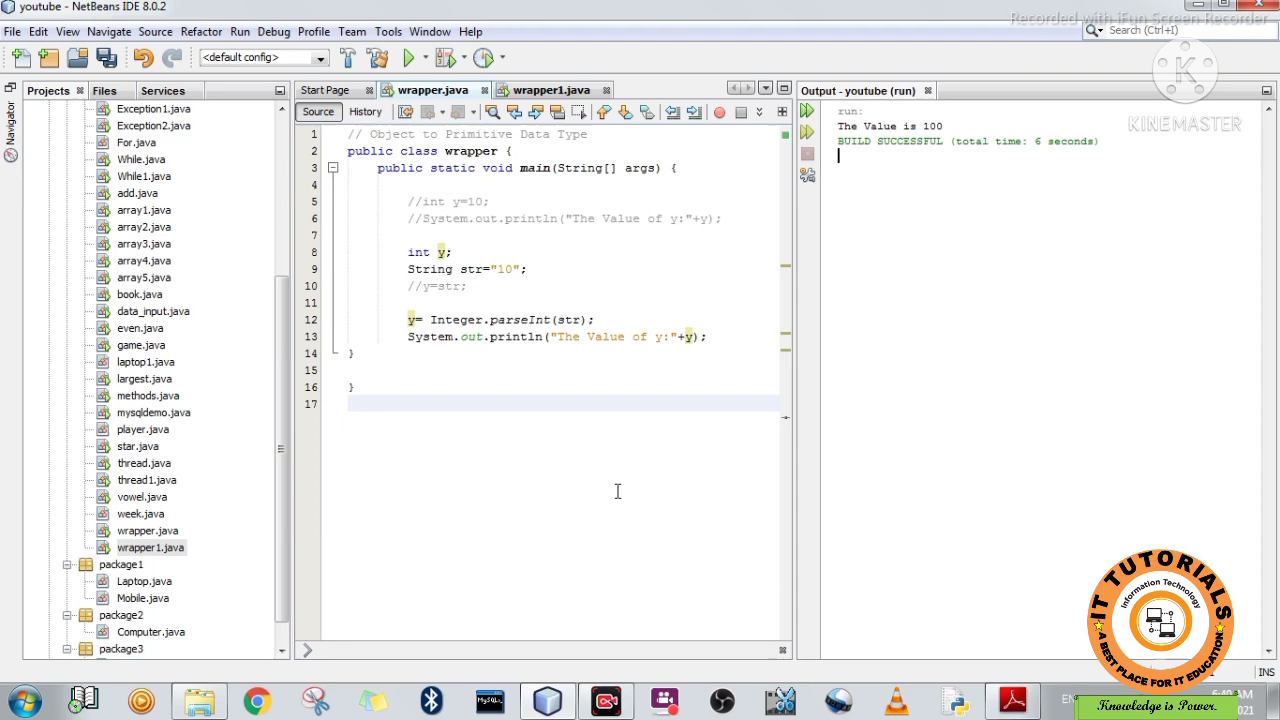 youtube - NetBeans IDE 8.0.2
Recorded with iFun Screen Recorder
File Edit View Navigate Source Refactor Run Debug Profile Team Tools Window Help
Search (Ctrl+I)
<default config>
K
KINEMASTER
Projects Files Services
Navigator
Exception1.java
Exception2.java
For.java
While.java
While1.java
add.java
array1.java
array2.java
array3.java
array4.java
array5.java
book.java
data_input.java
even.java
game.java
laptop1.java
largest.java
methods.java
mysqldemo.java
player.java
star.java
thread.java
thread1.java
vowel.java
week.java
wrapper.java
wrapper1.java
package1
Laptop.java
Mobile.java
package2
Computer.java
package3
Start Page wrapper.java wrapper1.java
Source History
1 // Object to Primitive Data Type
2 public class wrapper {
3 public static void main(String[] args) {
4
5 //int y=10;
6 //System.out.println("The Value of y:"+y);
7
8 int y;
9 String str="10";
10 //y=str;
11
12 y= Integer.parseInt(str);
13 System.out.println("The Value of y:"+y);
14 }
15
16 }
17
Output - youtube (run)
run:
The Value is 100
BUILD SUCCESSFUL (total time: 6 seconds)
IT TUTORIALS
Information Technology
A BEST PLACE FOR IT EDUCATION
Knowledge is Power.
INS
MySQL